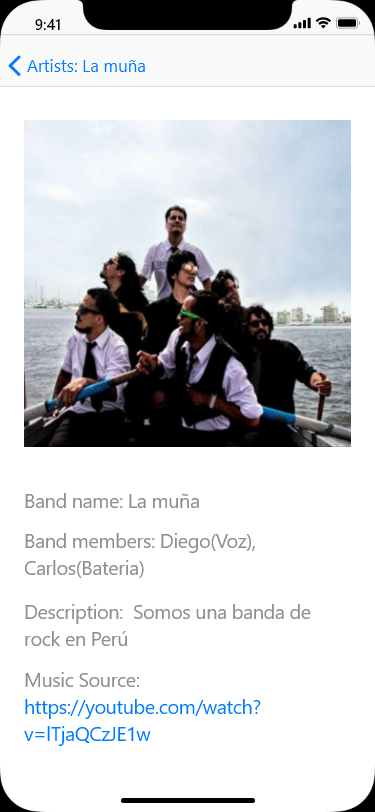 9:41
Artists: La muña
Band name: La muña
Band members: Diego(Voz),
Carlos(Bateria)
Description:  Somos una banda de
rock en Perú
Music Source:
https://youtube.com/watch?
v=lTjaQCzJE1w